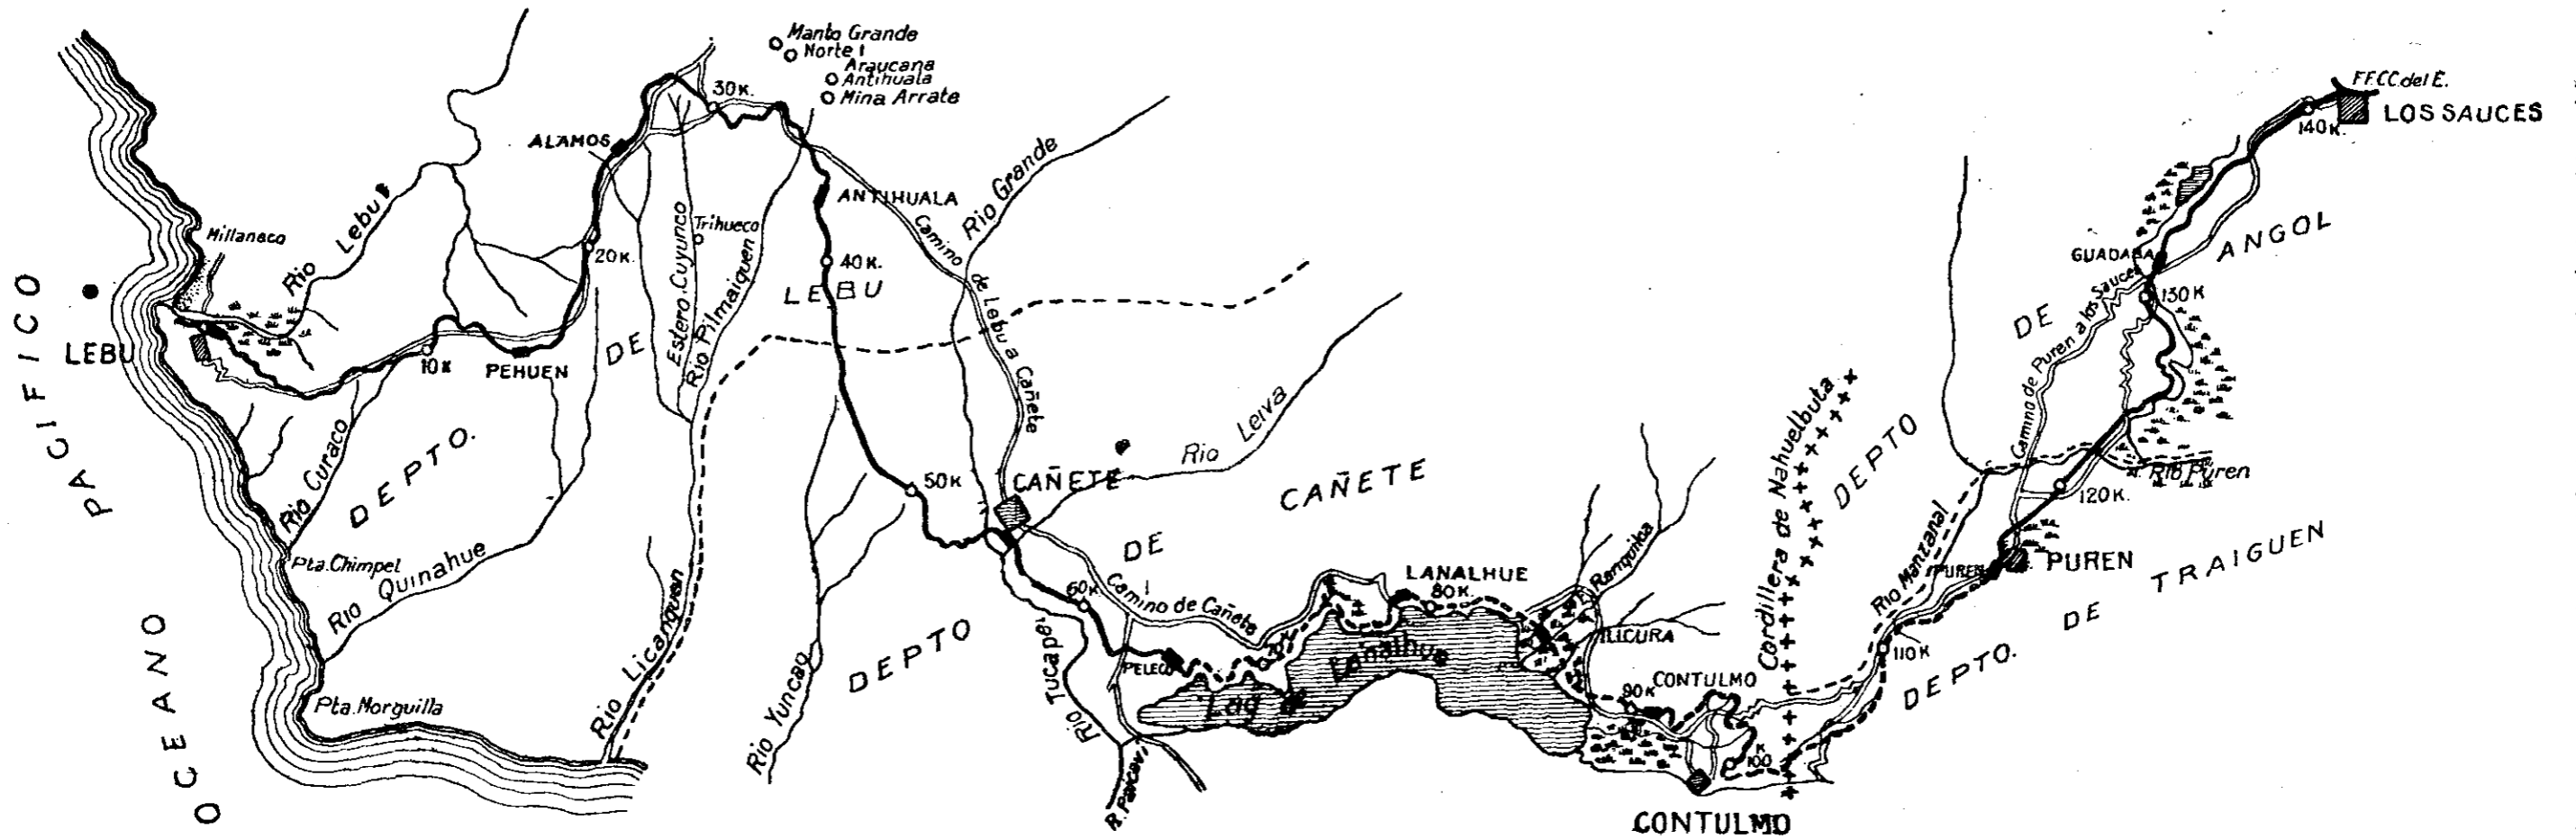 Manto Grande
Norte 1
Araucana
Antihuala
Mina Arrate
F.F.C.C. del E.
LOS SAUCES
140 K.
30 K.
ALAMOS
ANTIHUALA
Rio Grande
Camino de Lebu a Cañete
Millaneco
Rio Lebu
20 K.
Estero Cuyunco
Trihueco
Rio Pilmaiquen
40 K.
GUADABA
Camino de Puren a los Sauces
130 K
OCEANO PACIFICO
LEBU
10 K
PEHUEN
DEPTO. DE LEBU
Rio Curaco
Pta. Chimpel
Rio Quinahue
Pta. Morguilla
Rio Licanquen
Rio Yuncao
50 K
CAÑETE
Rio Leiva
DEPTO DE CAÑETE
60 K.
Camino de Cañete
Rio Tucapel
R. Paicavi
PELECO
70
Lago Lanalhue
LANALHUE
80 K.
Ranquilco
ILICURA
90 K
CONTULMO
CONTULMO
K
100
Cordillera de Nahuelbuta
DEPTO DE ANGOL
Rio Manzanal
110 K
PUREN
PUREN
120 K.
Rio Puren
DEPTO. DE TRAIGUEN